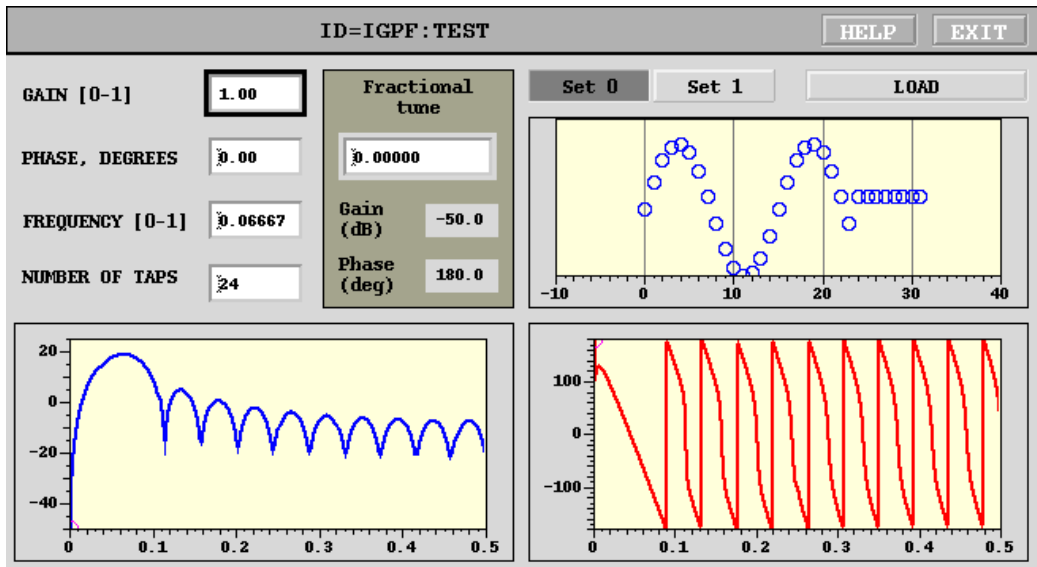 ID=IGPF:TEST
HELP
EXIT
GAIN [0-1]
1.00
PHASE, DEGREES
0.00
FREQUENCY [0-1]
0.06667
NUMBER OF TAPS
24
Fractional
tune
0.00000
Gain
(dB)
-50.0
Phase
(deg)
180.0
Set 0
Set 1
LOAD
-10 0 10 20 30 40
20
0
-20
-40
0 0.1 0.2 0.3 0.4 0.5
100
0
-100
0 0.1 0.2 0.3 0.4 0.5